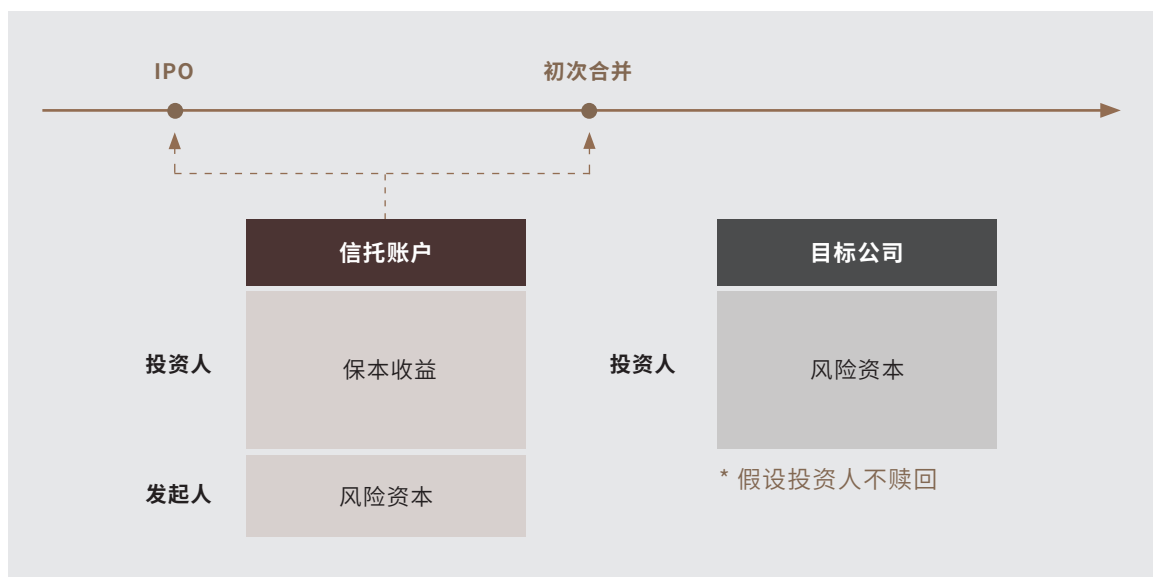 IPO
初次合并
信托账户
目标公司
投资人
保本收益
投资人
风险资本
* 假设投资人不赎回
发起人
风险资本